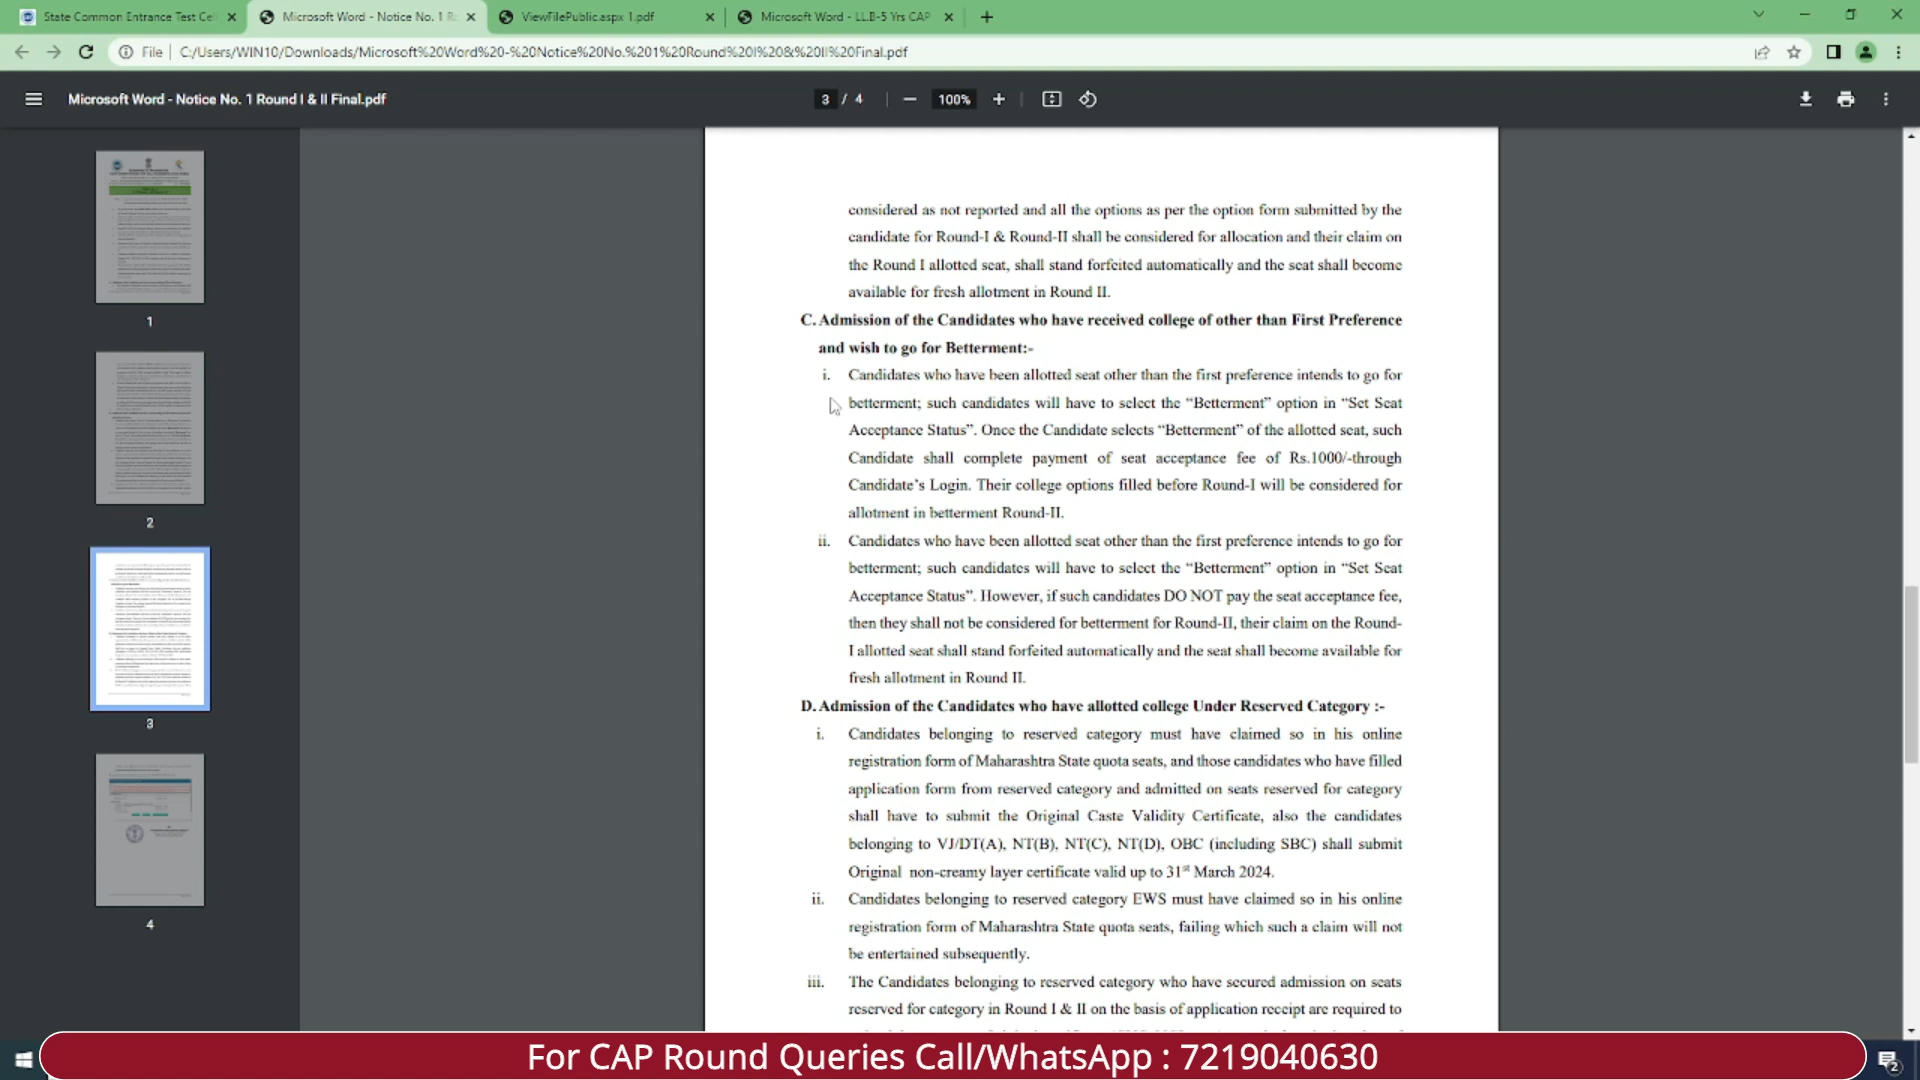 State Common Entrance Test Cel
Microsoft Word - Notice No. 1 R
ViewFilePublic.aspx 1.pdf
Microsoft Word - LL.B-5 Yrs CAP
File
C:/Users/WIN10/Downloads/Microsoft%20Word%20-%20Notice%20No.%201%20Round%20I%20&%20II%20Final.pdf
Microsoft Word - Notice No. 1 Round I & II Final.pdf
3 / 4
100%
1
2
3
4
considered as not reported and all the options as per the option form submitted by the
candidate for Round-I & Round-II shall be considered for allocation and their claim on
the Round I allotted seat, shall stand forfeited automatically and the seat shall become
available for fresh allotment in Round II.
C. Admission of the Candidates who have received college of other than First Preference
and wish to go for Betterment:-
i. Candidates who have been allotted seat other than the first preference intends to go for
betterment; such candidates will have to select the “Betterment” option in “Set Seat
Acceptance Status”. Once the Candidate selects “Betterment” of the allotted seat, such
Candidate shall complete payment of seat acceptance fee of Rs.1000/-through
Candidate’s Login. Their college options filled before Round-I will be considered for
allotment in betterment Round-II.
ii. Candidates who have been allotted seat other than the first preference intends to go for
betterment; such candidates will have to select the “Betterment” option in “Set Seat
Acceptance Status”. However, if such candidates DO NOT pay the seat acceptance fee,
then they shall not be considered for betterment for Round-II, their claim on the Round-
I allotted seat shall stand forfeited automatically and the seat shall become available for
fresh allotment in Round II.
D. Admission of the Candidates who have allotted college Under Reserved Category :-
i. Candidates belonging to reserved category must have claimed so in his online
registration form of Maharashtra State quota seats, and those candidates who have filled
application form from reserved category and admitted on seats reserved for category
shall have to submit the Original Caste Validity Certificate, also the candidates
belonging to VJ/DT(A), NT(B), NT(C), NT(D), OBC (including SBC) shall submit
Original non-creamy layer certificate valid up to 31st March 2024.
ii. Candidates belonging to reserved category EWS must have claimed so in his online
registration form of Maharashtra State quota seats, failing which such a claim will not
be entertained subsequently.
iii. The Candidates belonging to reserved category who have secured admission on seats
reserved for category in Round I & II on the basis of application receipt are required to
For CAP Round Queries Call/WhatsApp : 7219040630
2